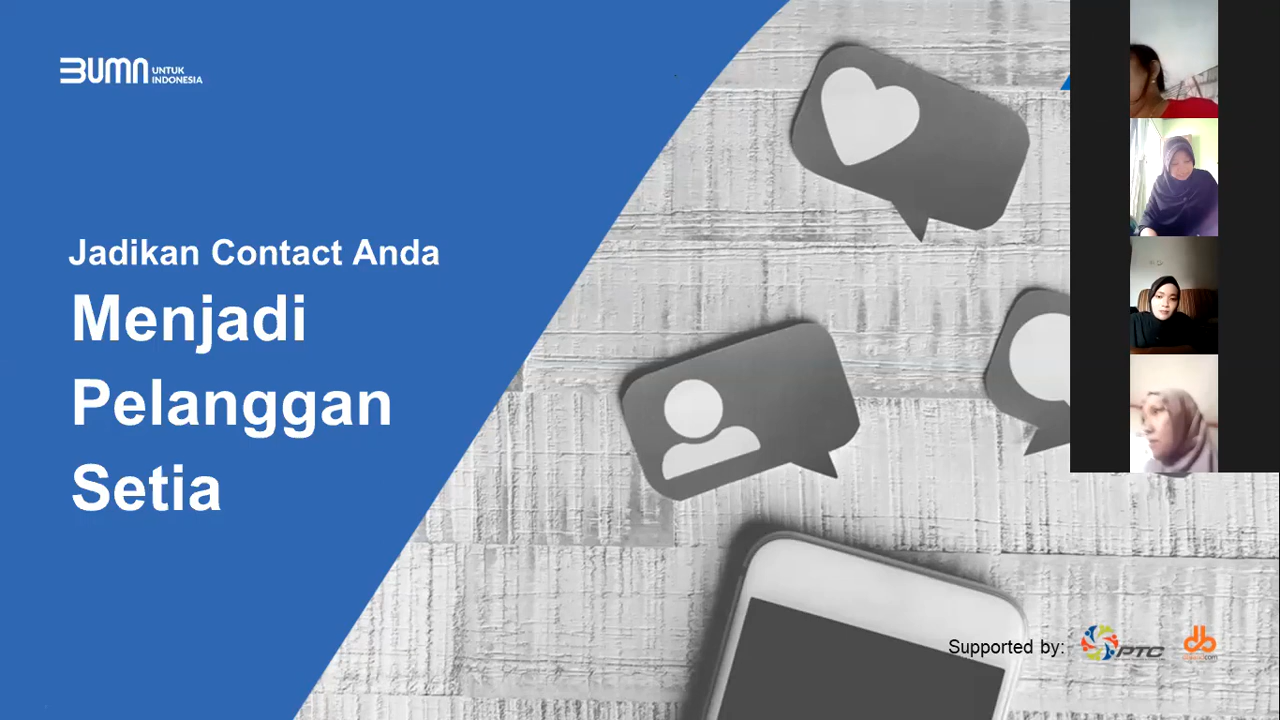 BUMN UNTUK
INDONESIA
Jadikan Contact Anda
Menjadi
Pelanggan
Setia
Supported by:
PTC